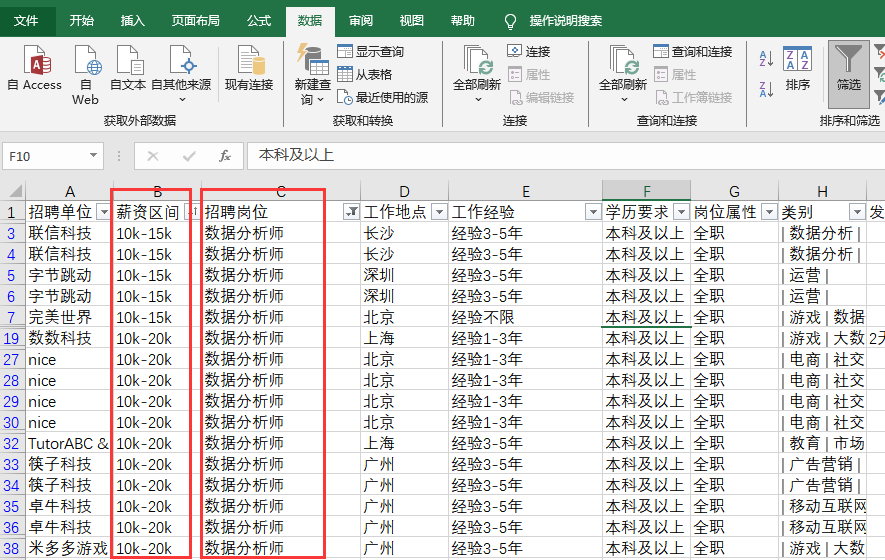 文件 开始 插入 页面布局 公式 数据 审阅 视图 帮助 操作说明搜索
自 Access 自 Web 自文本 自其他来源 现有连接 新建查询 显示查询 从表格 最近使用的源 全部刷新 连接 属性 编辑链接 全部刷新 查询和连接 属性 工作簿链接 排序 筛选
获取外部数据 获取和转换 连接 查询和连接 排序和筛选
F10 fx 本科及以上
A B C D E F G H
1 招聘单位 薪资区间 招聘岗位 工作地点 工作经验 学历要求 岗位属性 类别 发
3 联信科技 10k-15k 数据分析师 长沙 经验3-5年 本科及以上 全职 | 数据分析 |
4 联信科技 10k-15k 数据分析师 长沙 经验3-5年 本科及以上 全职 | 数据分析 |
5 字节跳动 10k-15k 数据分析师 深圳 经验3-5年 本科及以上 全职 | 运营 |
6 字节跳动 10k-15k 数据分析师 深圳 经验3-5年 本科及以上 全职 | 运营 |
7 完美世界 10k-15k 数据分析师 北京 经验不限 本科及以上 全职 | 游戏 | 数据
19 数数科技 10k-20k 数据分析师 上海 经验1-3年 本科及以上 全职 | 游戏 | 大数 2天
27 nice 10k-20k 数据分析师 北京 经验1-3年 本科及以上 全职 | 电商 | 社交
28 nice 10k-20k 数据分析师 北京 经验1-3年 本科及以上 全职 | 电商 | 社交
29 nice 10k-20k 数据分析师 北京 经验1-3年 本科及以上 全职 | 电商 | 社交
30 nice 10k-20k 数据分析师 北京 经验1-3年 本科及以上 全职 | 电商 | 社交
32 TutorABC & 10k-20k 数据分析师 上海 经验3-5年 本科及以上 全职 | 教育 | 市场
33 筷子科技 10k-20k 数据分析师 广州 经验3-5年 本科及以上 全职 | 广告营销 |
34 筷子科技 10k-20k 数据分析师 广州 经验3-5年 本科及以上 全职 | 广告营销 |
35 卓牛科技 10k-20k 数据分析师 广州 经验3-5年 本科及以上 全职 | 移动互联网
36 卓牛科技 10k-20k 数据分析师 广州 经验3-5年 本科及以上 全职 | 移动互联网
38 米多多游戏 10k-20k 数据分析师 广州 经验3-5年 本科及以上 全职 | 游戏 | 大数